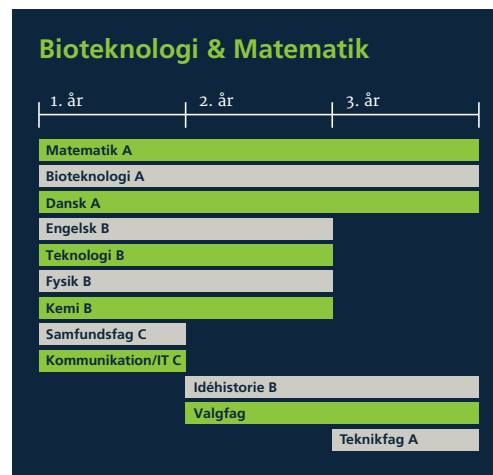 Bioteknologi & Matematik
1. år 2. år 3. år
Matematik A
Bioteknologi A
Dansk A
Engelsk B
Teknologi B
Fysik B
Kemi B
Samfundsfag C
Kommunikation/IT C
Idéhistorie B
Valgfag
Teknikfag A